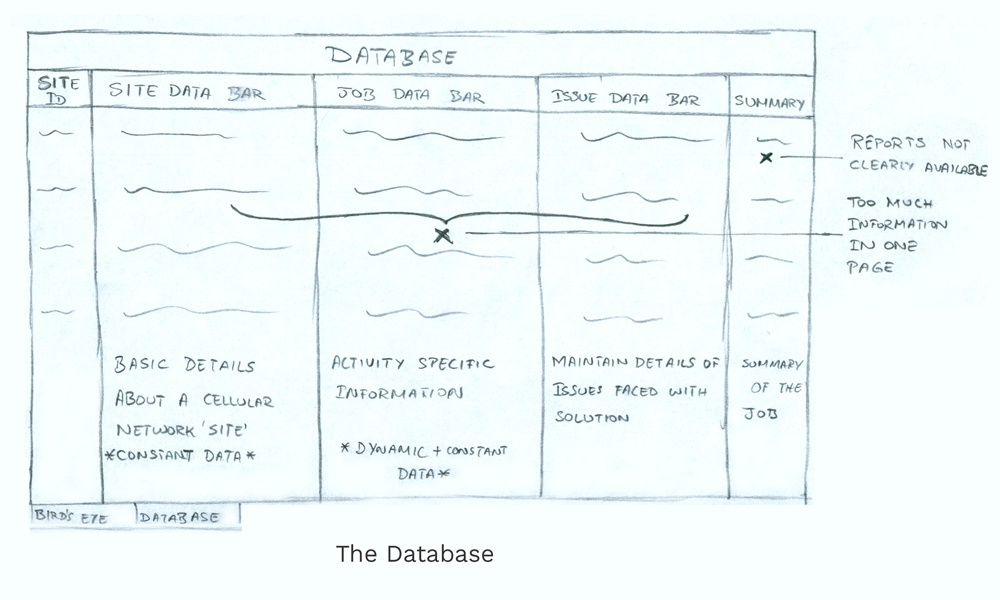 DATABASE
SITE ID
SITE DATA BAR
JOB DATA BAR
ISSUE DATA BAR
SUMMARY
REPORTS NOT
CLEARLY AVAILABLE
TOO MUCH
INFORMATION
IN ONE
PAGE
BASIC DETAILS
ABOUT A CELLULAR
NETWORK 'SITE'
*CONSTANT DATA*
ACTIVITY SPECIFIC
INFORMATION
*DYNAMIC + CONSTANT
DATA*
MAINTAIN DETAILS OF
ISSUES FACED WITH
SOLUTION
SUMMARY
OF THE
JOB
BIRD'S EYE
DATABASE
The Database